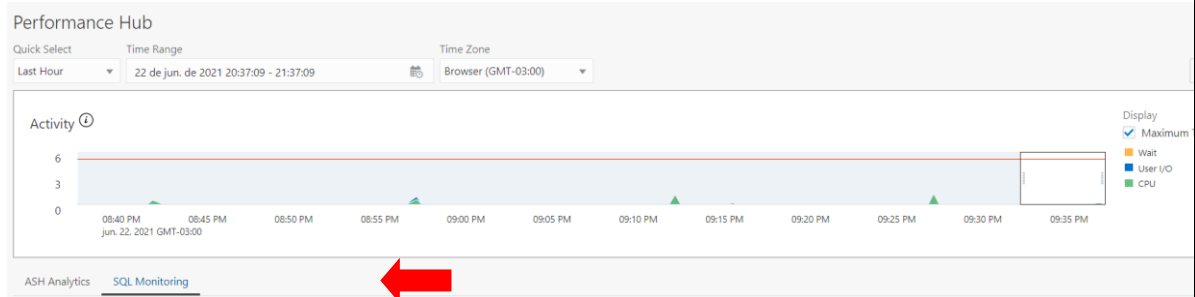 Performance Hub
Quick Select Time Range Time Zone
Last Hour 22 de jun. de 2021 20:37:09 - 21:37:09 Browser (GMT-03:00)
Activity i
Display
Maximum
6
3
0
Wait
User I/O
CPU
08:40 PM 08:45 PM 08:50 PM 08:55 PM 09:00 PM 09:05 PM 09:10 PM 09:15 PM 09:20 PM 09:25 PM 09:30 PM 09:35 PM
jun. 22, 2021 GMT-03:00
ASH Analytics SQL Monitoring